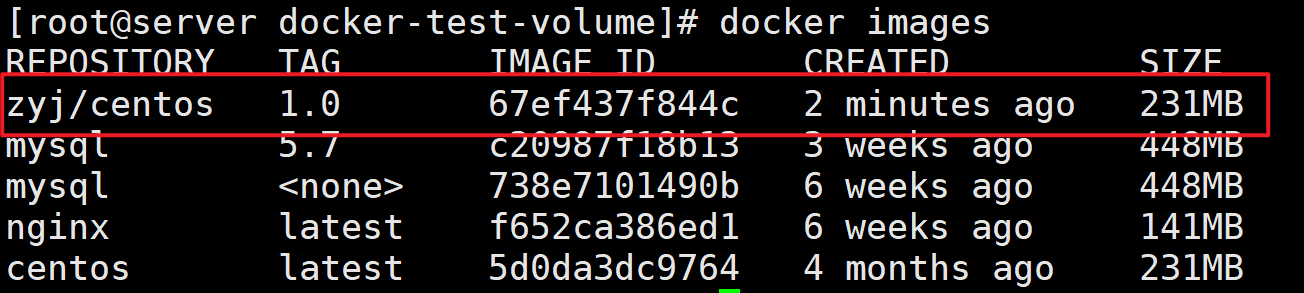 [root@server docker-test-volume]# docker images
REPOSITORY TAG IMAGE ID CREATED SIZE
zyj/centos 1.0 67ef437f844c 2 minutes ago 231MB
mysql 5.7 c20987f18b13 3 weeks ago 448MB
mysql <none> 738e7101490b 6 weeks ago 448MB
nginx latest f652ca386ed1 6 weeks ago 141MB
centos latest 5d0da3dc9764 4 months ago 231MB